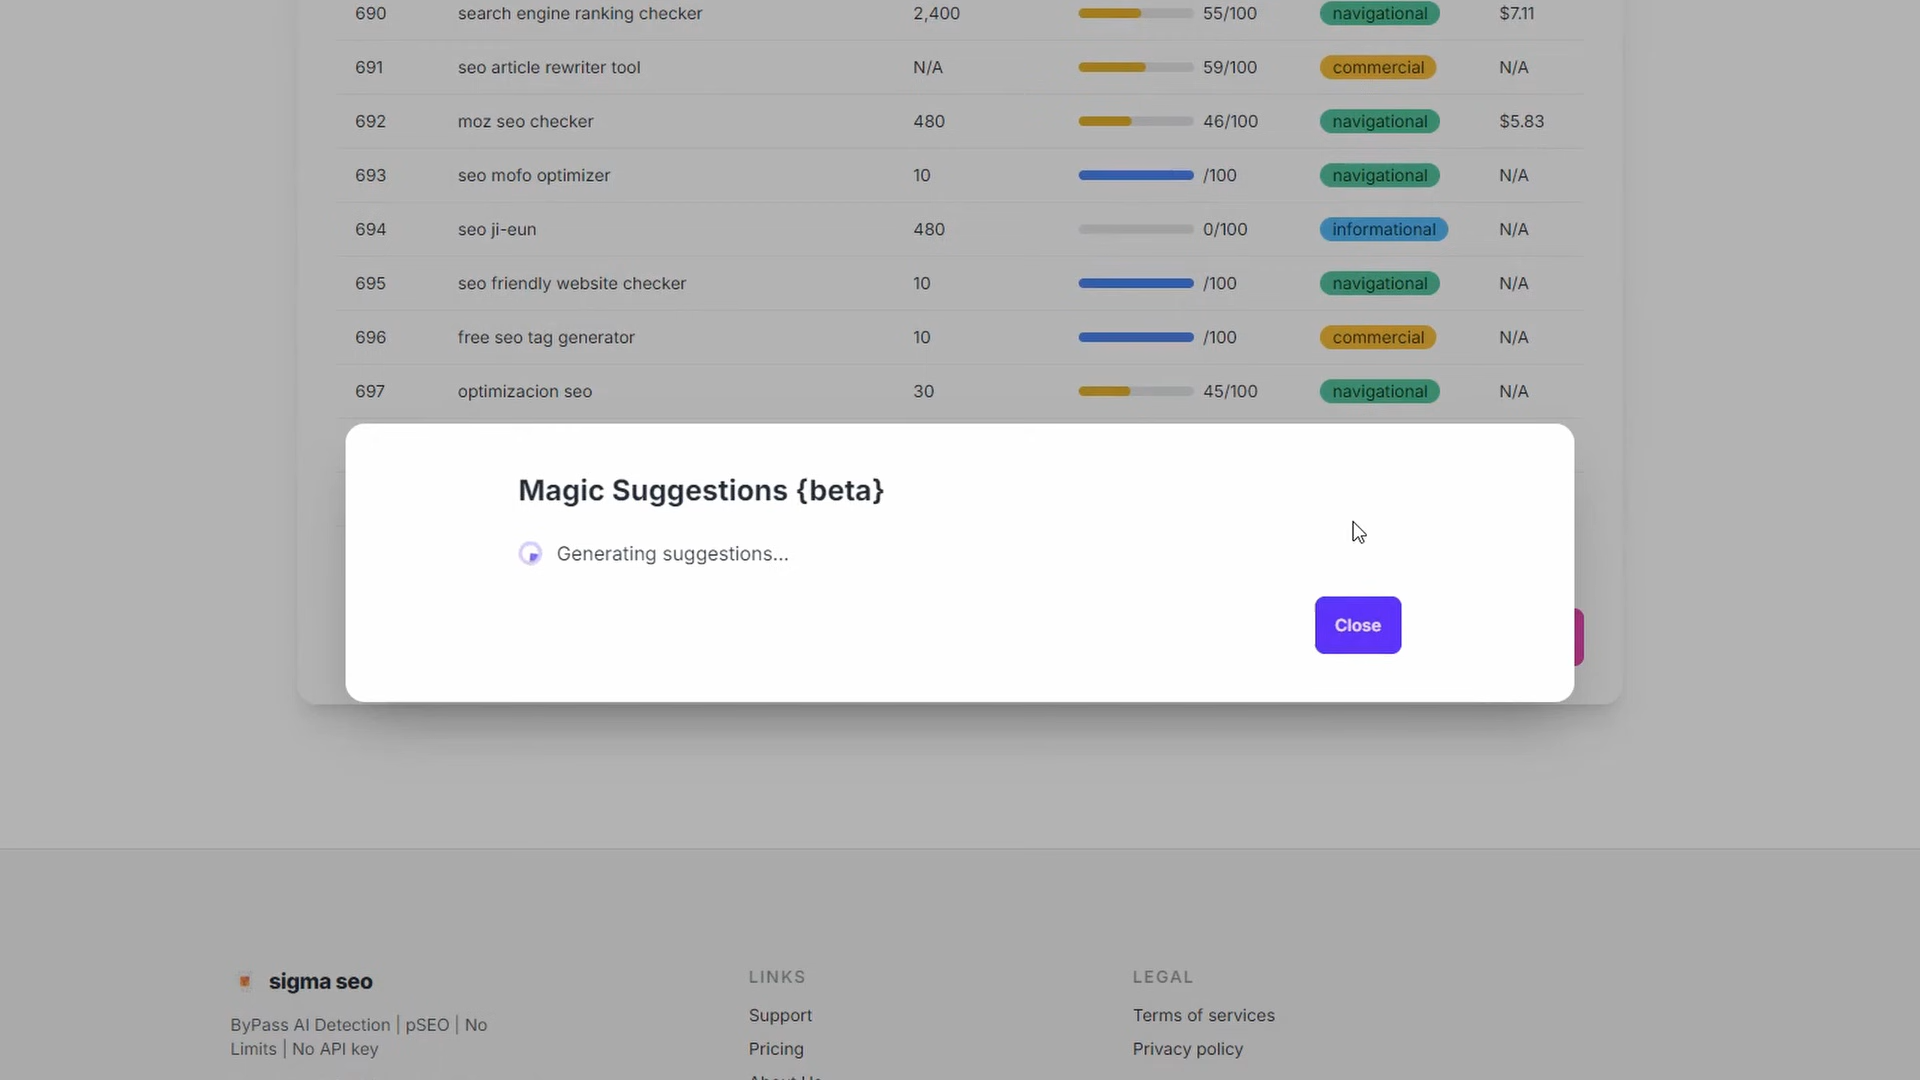 690 search engine ranking checker 2,400 55/100 navigational $7.11
691 seo article rewriter tool N/A 59/100 commercial N/A
692 moz seo checker 480 46/100 navigational $5.83
693 seo mofo optimizer 10 /100 navigational N/A
694 seo ji-eun 480 0/100 informational N/A
695 seo friendly website checker 10 /100 navigational N/A
696 free seo tag generator 10 /100 commercial N/A
697 optimizacion seo 30 45/100 navigational N/A
Magic Suggestions {beta}
Generating suggestions...
Close
sigma seo
ByPass AI Detection | pSEO | No
Limits | No API key
LINKS
Support
Pricing
About Us
LEGAL
Terms of services
Privacy policy